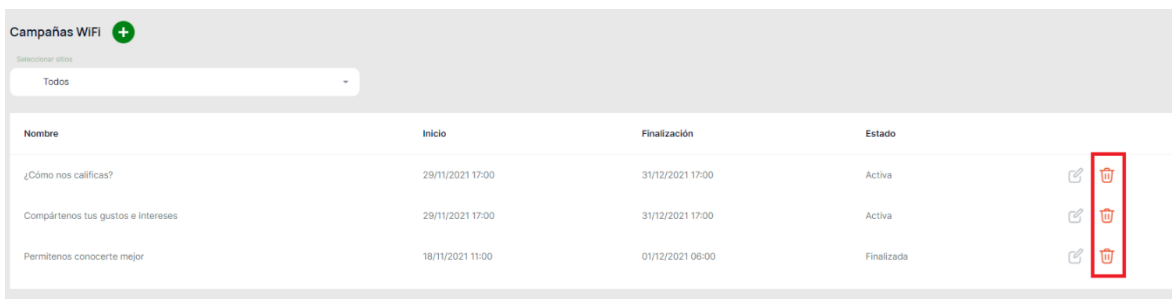 Campañas WiFi
Seleccionar sitios
Todos
Nombre Inicio Finalización Estado
¿Cómo nos calificas? 29/11/2021 17:00 31/12/2021 17:00 Activa
Compártenos tus gustos e intereses 29/11/2021 17:00 31/12/2021 17:00 Activa
Permítenos conocerte mejor 18/11/2021 11:00 01/12/2021 06:00 Finalizada